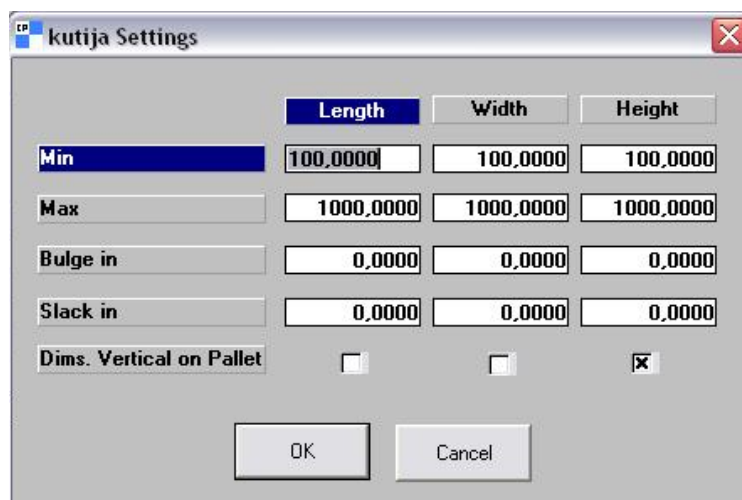 CP
kutija Settings
Length Width Height
Min 100,0000 100,0000 100,0000
Max 1000,0000 1000,0000 1000,0000
Bulge in 0,0000 0,0000 0,0000
Slack in 0,0000 0,0000 0,0000
Dims. Vertical on Pallet
OK Cancel